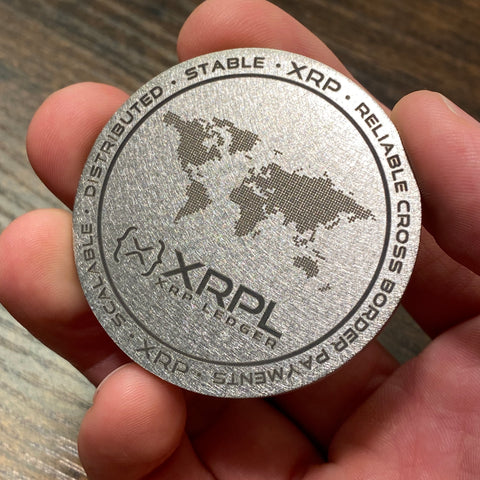 SCALABLE · DISTRIBUTED · STABLE · XRP · RELIABLE CROSS BORDER PAYMENTS · XRP ·
{X} XRPL
XRP LEDGER